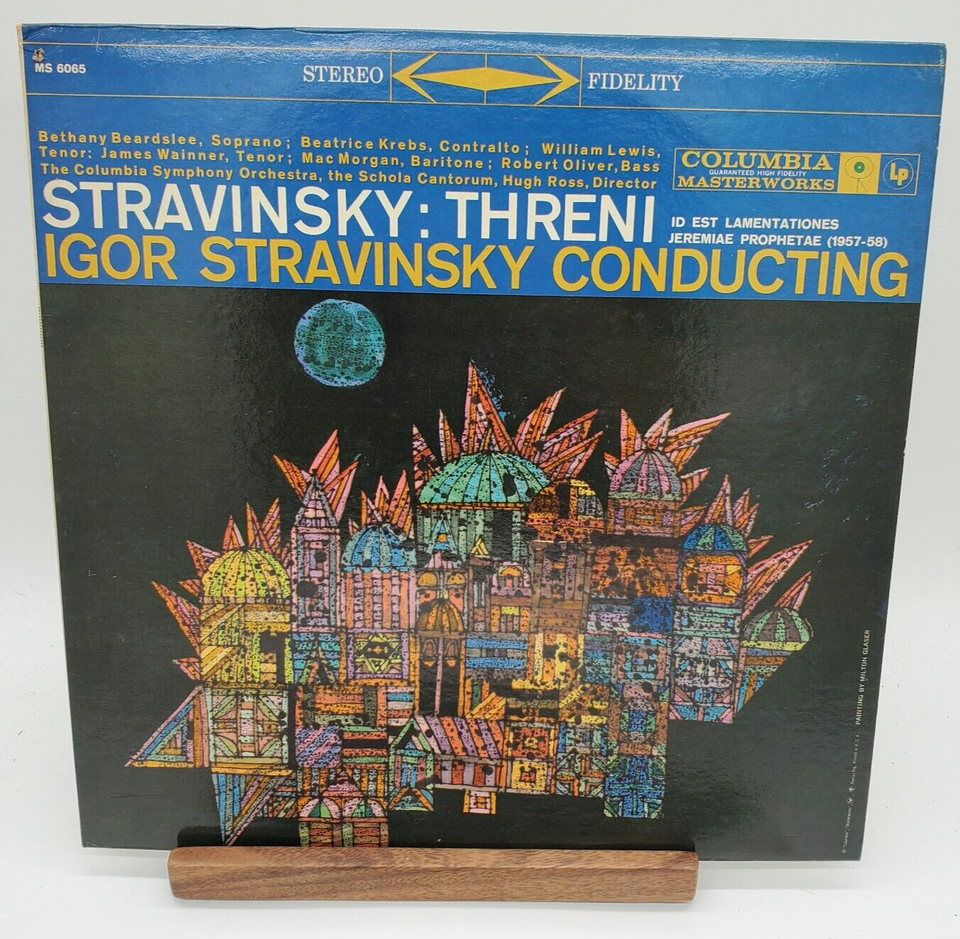 MS 6065
STEREO FIDELITY
Bethany Beardslee, Soprano; Beatrice Krebs, Contralto; William Lewis,
Tenor: James Wainner, Tenor; Mac Morgan, Baritone; Robert Oliver, Bass
The Columbia Symphony Orchestra, the Schola Cantorum, Hugh Ross, Director
COLUMBIA
GUARANTEED HIGH FIDELITY
MASTERWORKS
Lp
STRAVINSKY: THRENI
ID EST LAMENTATIONES
JEREMIAE PROPHETAE (1957-58)
IGOR STRAVINSKY CONDUCTING
PAINTING BY MILTON GLASER